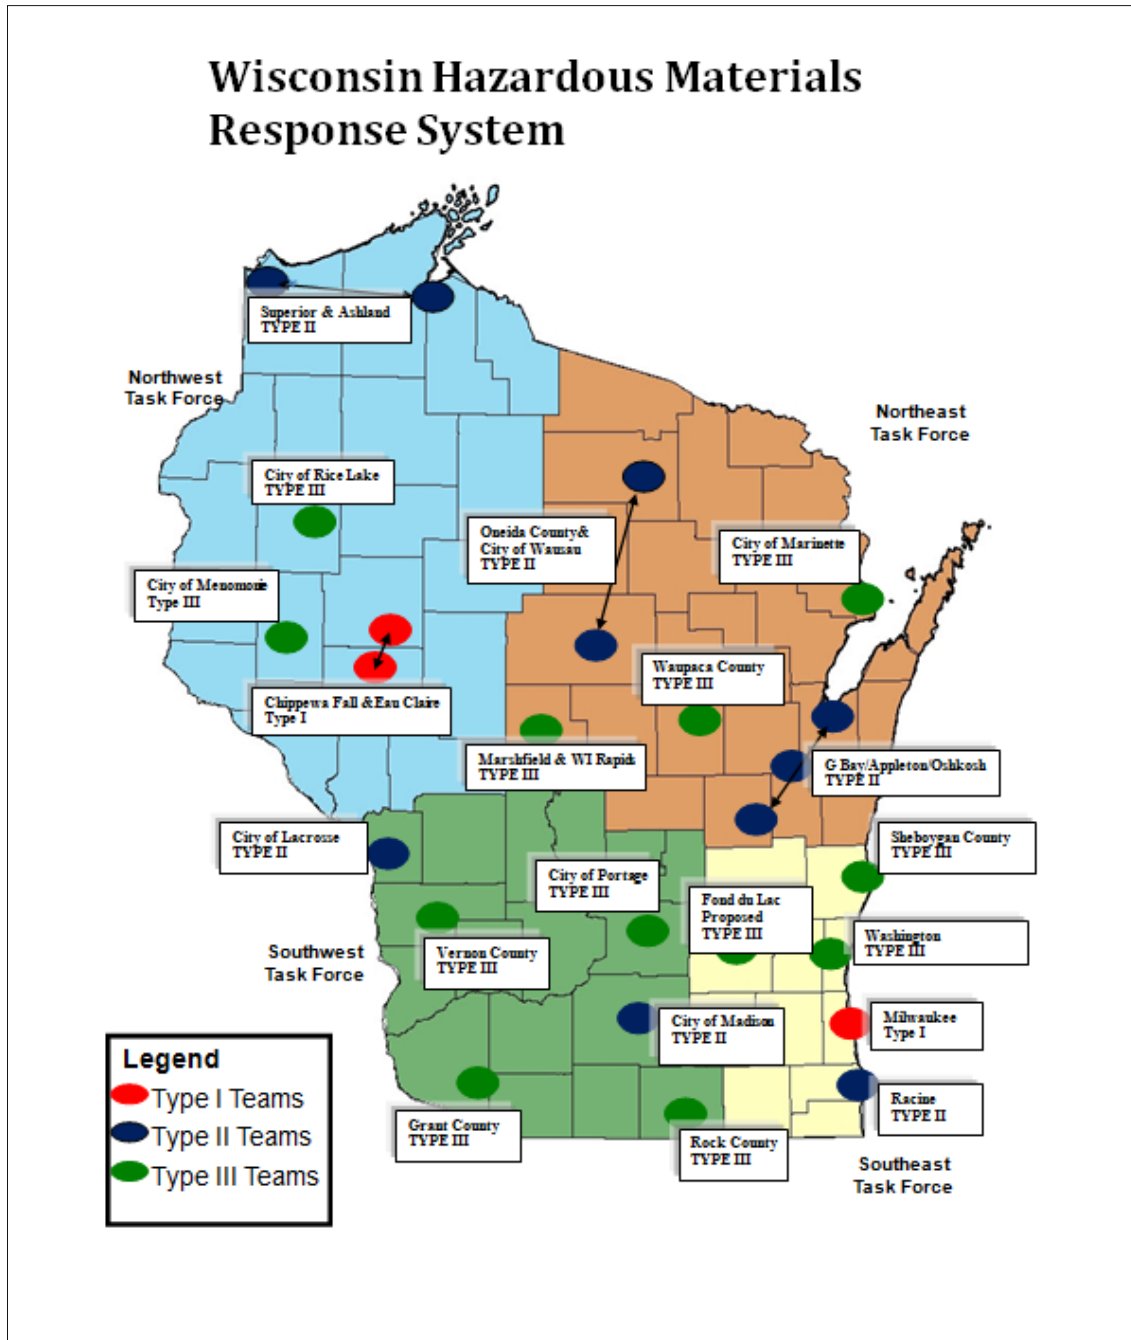 Wisconsin Hazardous Materials
Response System
Superior & Ashland
TYPE II
Northwest
Task Force
Northeast
Task Force
City of Rice Lake
TYPE III
Oneida County&
City of Wausau
TYPE II
City of Marinette
TYPE III
City of Menomonie
Type III
Waupaca County
TYPE III
Chippewa Fall &Eau Claire
Type I
Marshfield & WI Rapids
TYPE III
G Bay/Appleton/Oshkosh
TYPE II
City of Lacrosse
TYPE II
Sheboygan County
TYPE III
City of Portage
TYPE III
Fond du Lac
Proposed
TYPE III
Washington
TYPE III
Southwest
Task Force
Vernon County
TYPE III
City of Madison
TYPE II
Milwaukee
Type I
Legend
Type I Teams
Type II Teams
Type III Teams
Racine
TYPE II
Grant County
TYPE III
Rock County
TYPE III
Southeast
Task Force